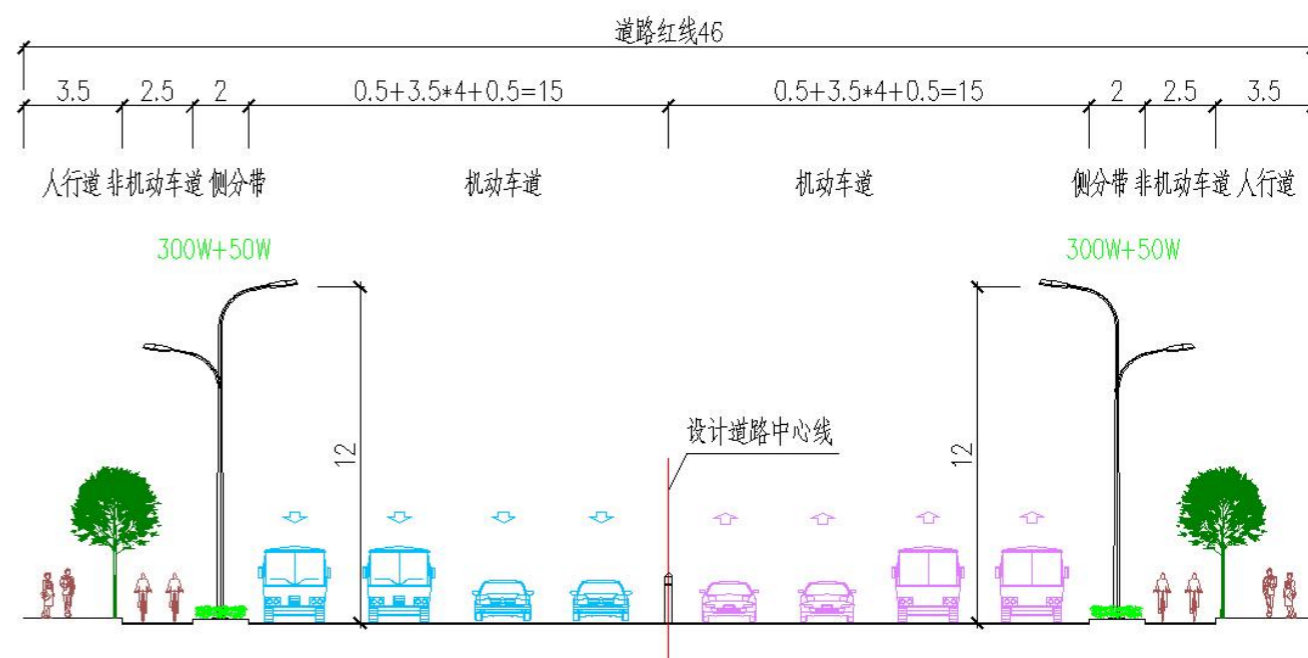 道路红线46
3.5 2.5 2 0.5+3.5*4+0.5=15 0.5+3.5*4+0.5=15 2 2.5 3.5
人行道 非机动车道 侧分带 机动车道 机动车道 侧分带 非机动车道 人行道
300W+50W 300W+50W
设计道路中心线
12 12